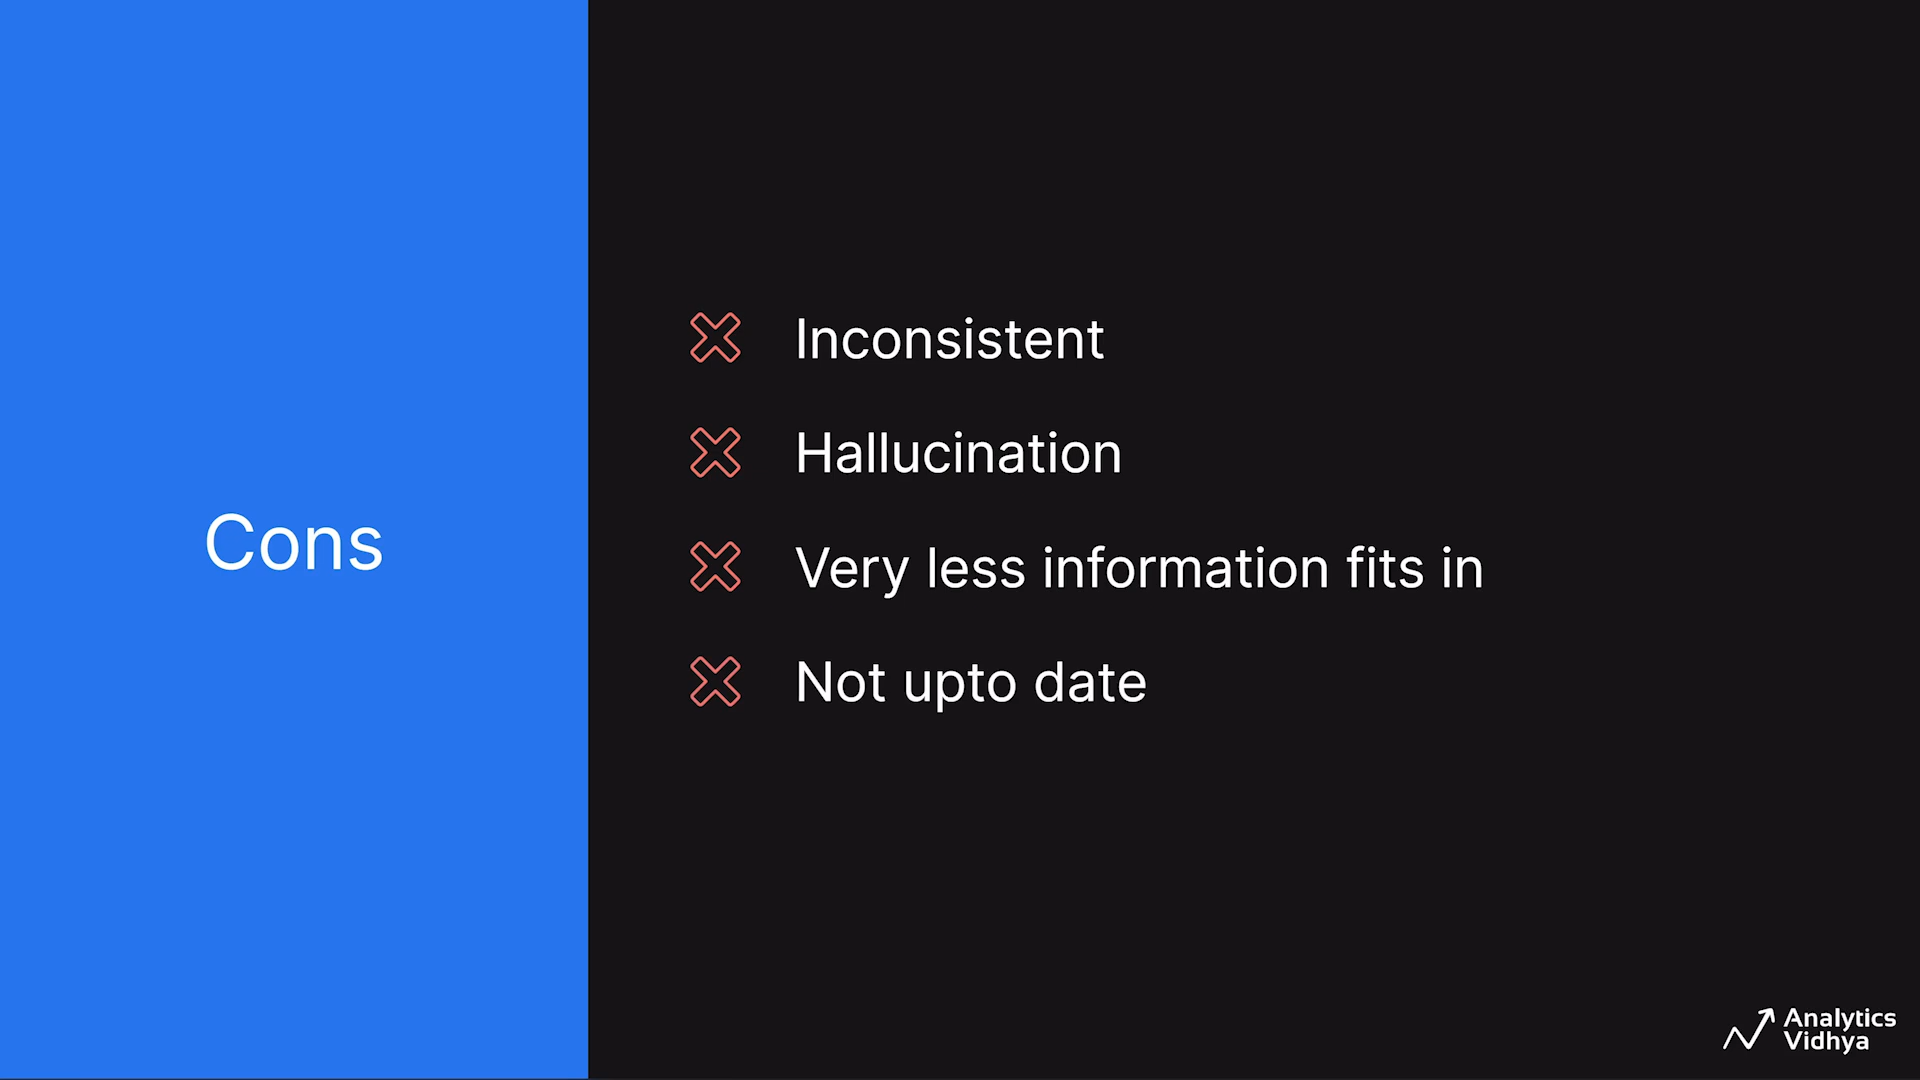 Cons
Inconsistent
Hallucination
Very less information fits in
Not upto date
Analytics
Vidhya